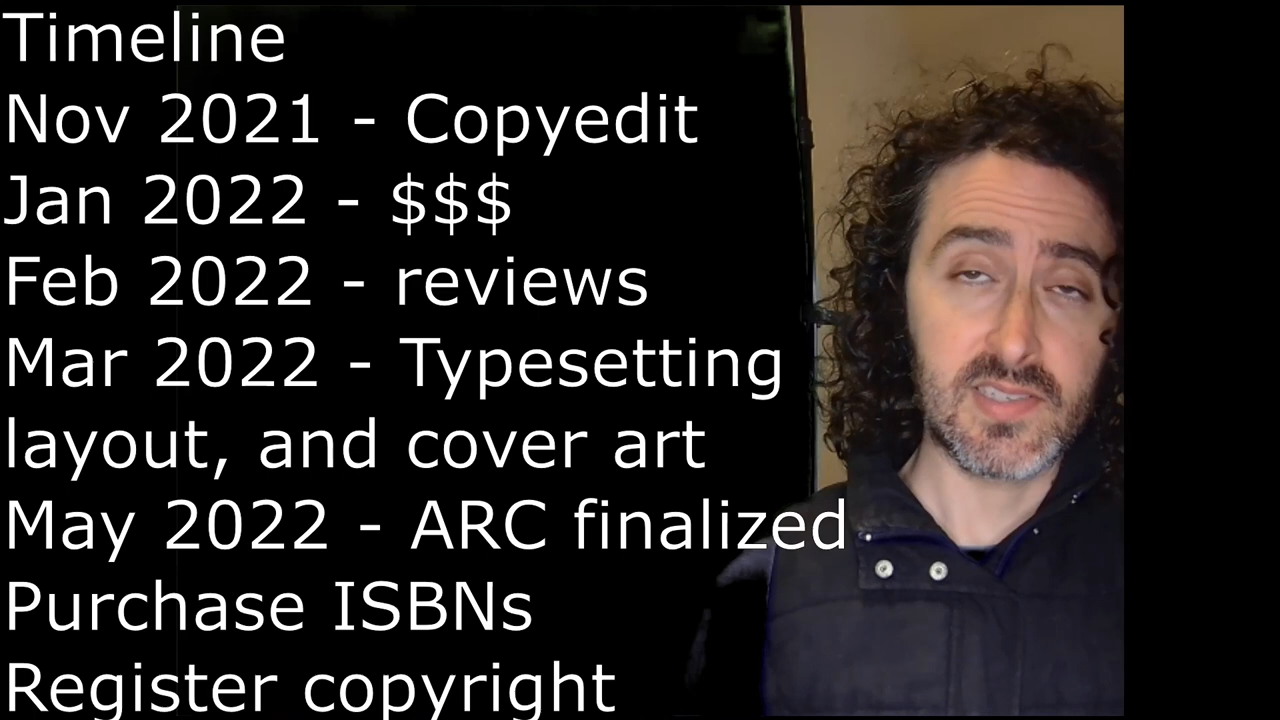 Timeline
Nov 2021 - Copyedit
Jan 2022 - $$$
Feb 2022 - reviews
Mar 2022 - Typesetting
layout, and cover art
May 2022 - ARC finalized
Purchase ISBNs
Register copyright